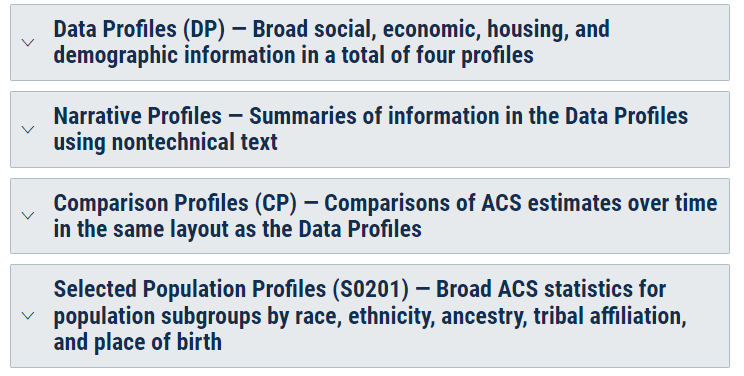 Data Profiles (DP) — Broad social, economic, housing, and
demographic information in a total of four profiles
Narrative Profiles — Summaries of information in the Data Profiles
using nontechnical text
Comparison Profiles (CP) — Comparisons of ACS estimates over time
in the same layout as the Data Profiles
Selected Population Profiles (S0201) — Broad ACS statistics for
population subgroups by race, ethnicity, ancestry, tribal affiliation,
and place of birth